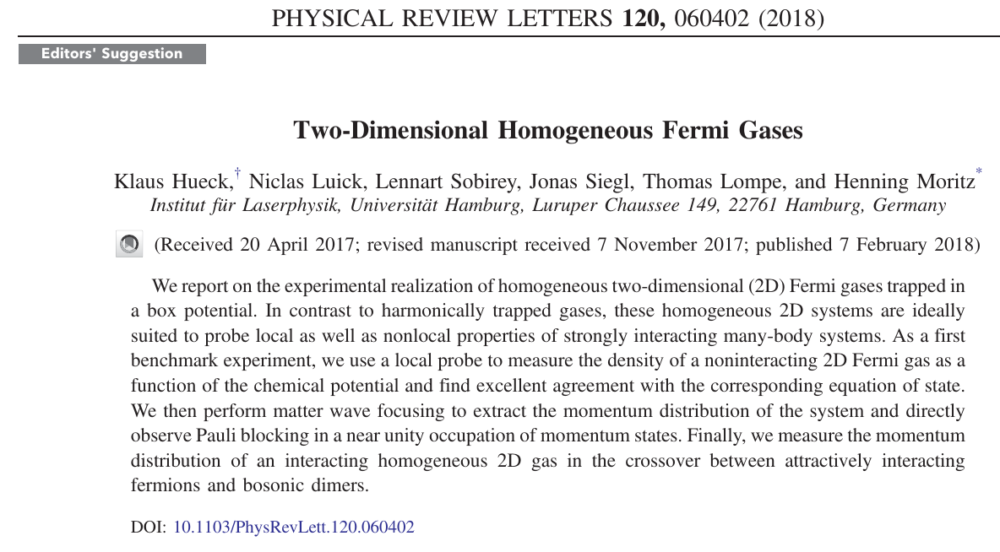 PHYSICAL REVIEW LETTERS 120, 060402 (2018)
Editors' Suggestion
Two-Dimensional Homogeneous Fermi Gases
Klaus Hueck,† Niclas Luick, Lennart Sobirey, Jonas Siegl, Thomas Lompe, and Henning Moritz*
Institut für Laserphysik, Universität Hamburg, Luruper Chaussee 149, 22761 Hamburg, Germany
(Received 20 April 2017; revised manuscript received 7 November 2017; published 7 February 2018)
We report on the experimental realization of homogeneous two-dimensional (2D) Fermi gases trapped in
a box potential. In contrast to harmonically trapped gases, these homogeneous 2D systems are ideally
suited to probe local as well as nonlocal properties of strongly interacting many-body systems. As a first
benchmark experiment, we use a local probe to measure the density of a noninteracting 2D Fermi gas as a
function of the chemical potential and find excellent agreement with the corresponding equation of state.
We then perform matter wave focusing to extract the momentum distribution of the system and directly
observe Pauli blocking in a near unity occupation of momentum states. Finally, we measure the momentum
distribution of an interacting homogeneous 2D gas in the crossover between attractively interacting
fermions and bosonic dimers.
DOI: 10.1103/PhysRevLett.120.060402